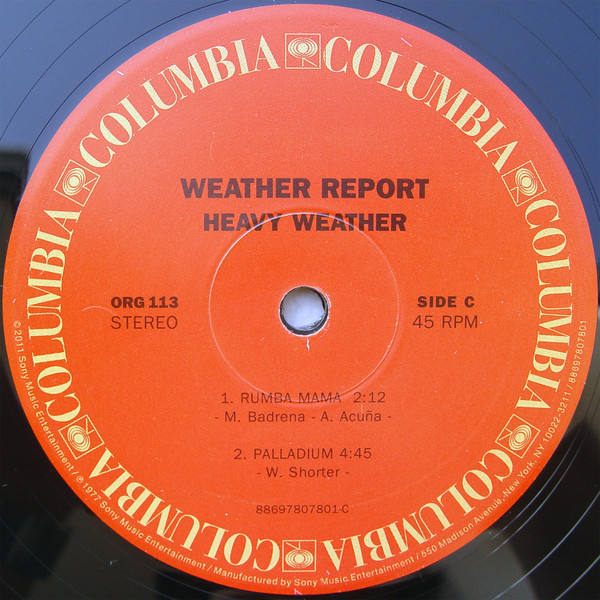 COLUMBIA COLUMBIA COLUMBIA COLUMBIA COLUMBIA COLUMBIA COLUMBIA COLUMBIA
WEATHER REPORT
HEAVY WEATHER
ORG 113
STEREO
SIDE C
45 RPM
1. RUMBA MAMA 2:12
- M. Badrena - A. Acuña -
2. PALLADIUM 4:45
- W. Shorter -
88697807801-C
© 2011 Sony Music Entertainment / ℗ 1977 Sony Music Entertainment / Manufactured by Sony Music Entertainment / 550 Madison Avenue, New York, NY 10022-3211 / 88697807801